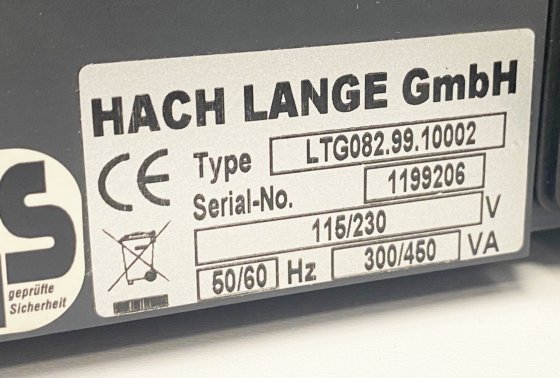 HACH LANGE GmbH
CE Type LTG082.99.10002
Serial-No. 1199206
115/230 V
50/60 Hz 300/450 VA
S
geprüfte
Sicherheit